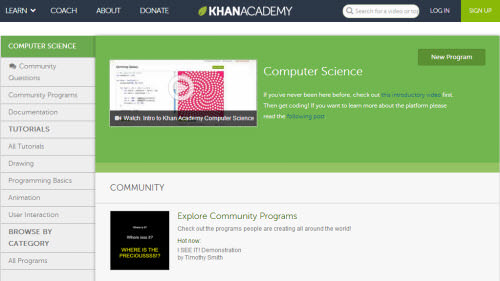 LEARN COACH ABOUT DONATE KHANACADEMY Search for a video or to LOG IN SIGN UP
COMPUTER SCIENCE
Community
Questions
Community Programs
Documentation
TUTORIALS
All Tutorials
Drawing
Programming Basics
Animation
User Interaction
BROWSE BY
CATEGORY
All Programs
New Program
Watch: Intro to Khan Academy Computer Science
Computer Science
If you've never been here before, check out this introductory video first.
Then get coding! If you want to learn more about the platform please
read the following post
COMMUNITY
Where is it?
Where was it?
WHERE IS THE
PRECIOUSSSS!?
Explore Community Programs
Check out the programs people are creating all around the world!
Hot now:
I SEE IT! Demonstration
by Timothy Smith